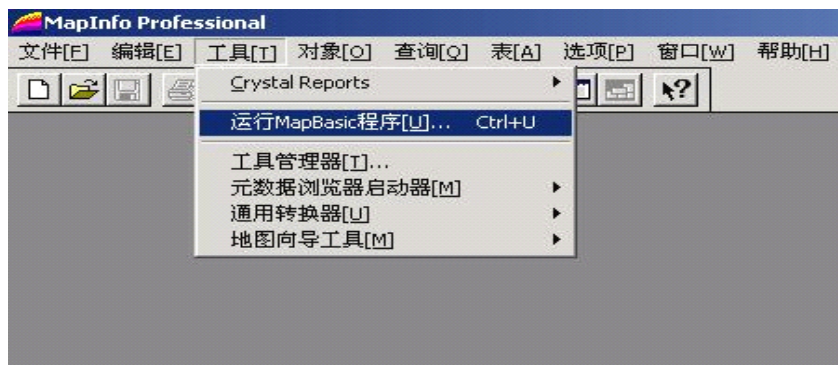 MapInfo Professional
文件[F] 编辑[E] 工具[T] 对象[O] 查询[Q] 表[A] 选项[P] 窗口[W] 帮助[H]
Crystal Reports
运行MapBasic程序[U]... Ctrl+U
工具管理器[T]...
元数据浏览器启动器[M]
通用转换器[U]
地图向导工具[M]